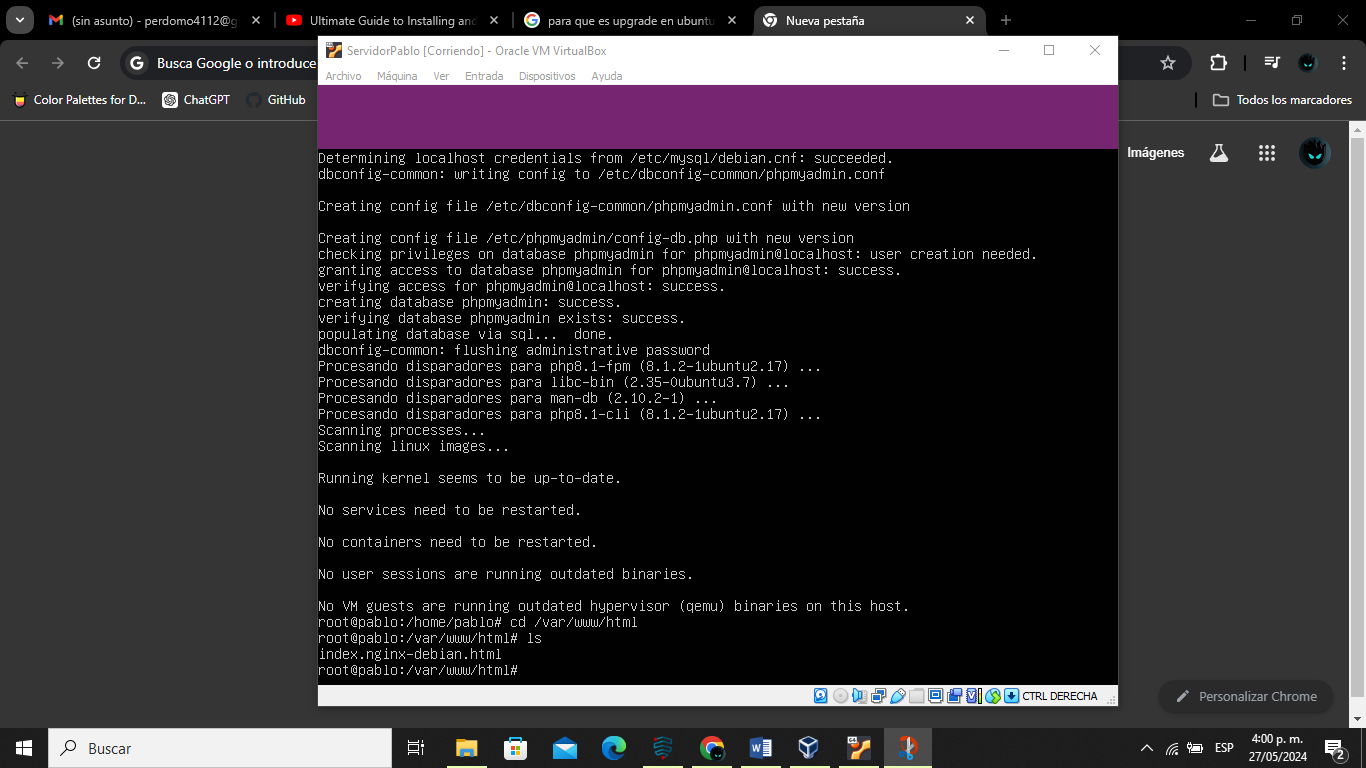 (sin asunto) - perdomo4112@g
Ultimate Guide to Installing and
para que es upgrade en ubuntu
Nueva pestaña
Busca Google o introduce
Color Palettes for D...
ChatGPT
GitHub
Todos los marcadores
Imágenes
ServidorPablo [Corriendo] - Oracle VM VirtualBox
Archivo Máquina Ver Entrada Dispositivos Ayuda
Determining localhost credentials from /etc/mysql/debian.cnf: succeeded.
dbconfig-common: writing config to /etc/dbconfig-common/phpmyadmin.conf
Creating config file /etc/dbconfig-common/phpmyadmin.conf with new version
Creating config file /etc/phpmyadmin/config-db.php with new version
checking privileges on database phpmyadmin for phpmyadmin@localhost: user creation needed.
granting access to database phpmyadmin for phpmyadmin@localhost: success.
verifying access for phpmyadmin@localhost: success.
creating database phpmyadmin: success.
verifying database phpmyadmin exists: success.
populating database via sql...  done.
dbconfig-common: flushing administrative password
Procesando disparadores para php8.1-fpm (8.1.2-1ubuntu2.17) ...
Procesando disparadores para libc-bin (2.35-0ubuntu3.7) ...
Procesando disparadores para man-db (2.10.2-1) ...
Procesando disparadores para php8.1-cli (8.1.2-1ubuntu2.17) ...
Scanning processes...
Scanning linux images...
Running kernel seems to be up-to-date.
No services need to be restarted.
No containers need to be restarted.
No user sessions are running outdated binaries.
No VM guests are running outdated hypervisor (qemu) binaries on this host.
root@pablo:/home/pablo# cd /var/www/html
root@pablo:/var/www/html# ls
index.nginx-debian.html
root@pablo:/var/www/html#
CTRL DERECHA
Personalizar Chrome
Buscar
ESP
4:00 p. m.
27/05/2024
2